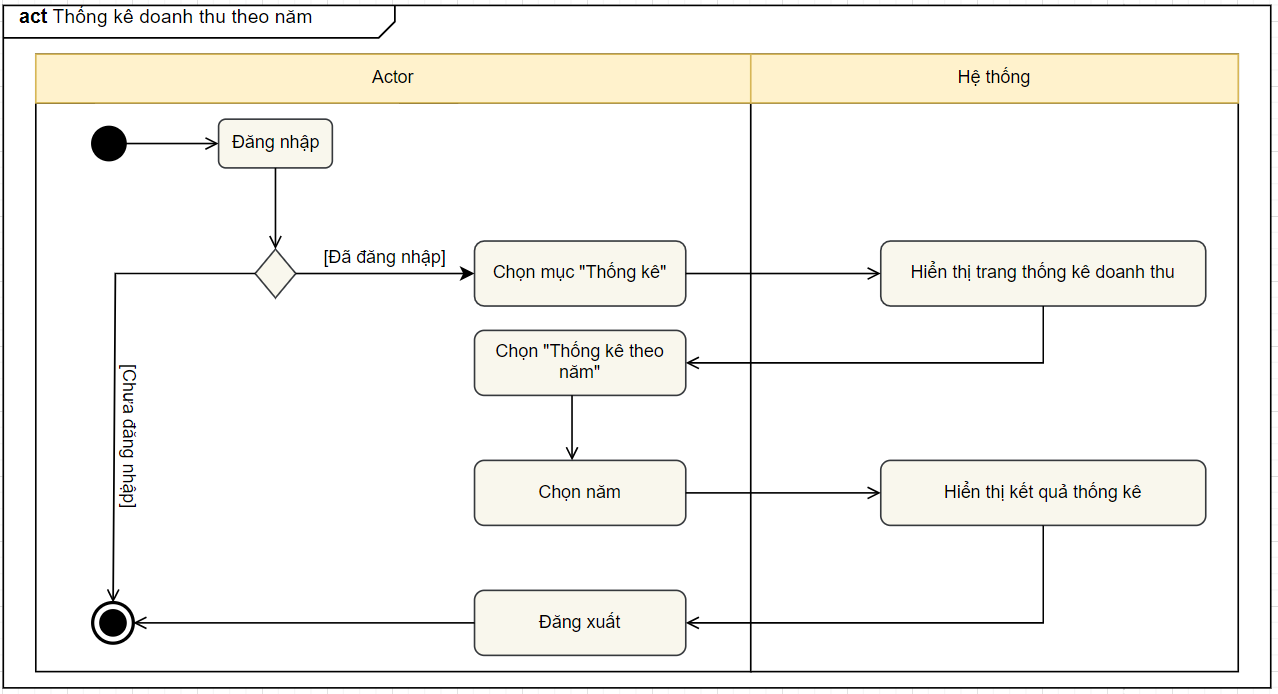 act Thống kê doanh thu theo năm
Actor
Hệ thống
Đăng nhập
[Đã đăng nhập]
Chọn mục "Thống kê"
Hiển thị trang thống kê doanh thu
Chọn "Thống kê theo
năm"
[Chưa đăng nhập]
Chọn năm
Hiển thị kết quả thống kê
Đăng xuất